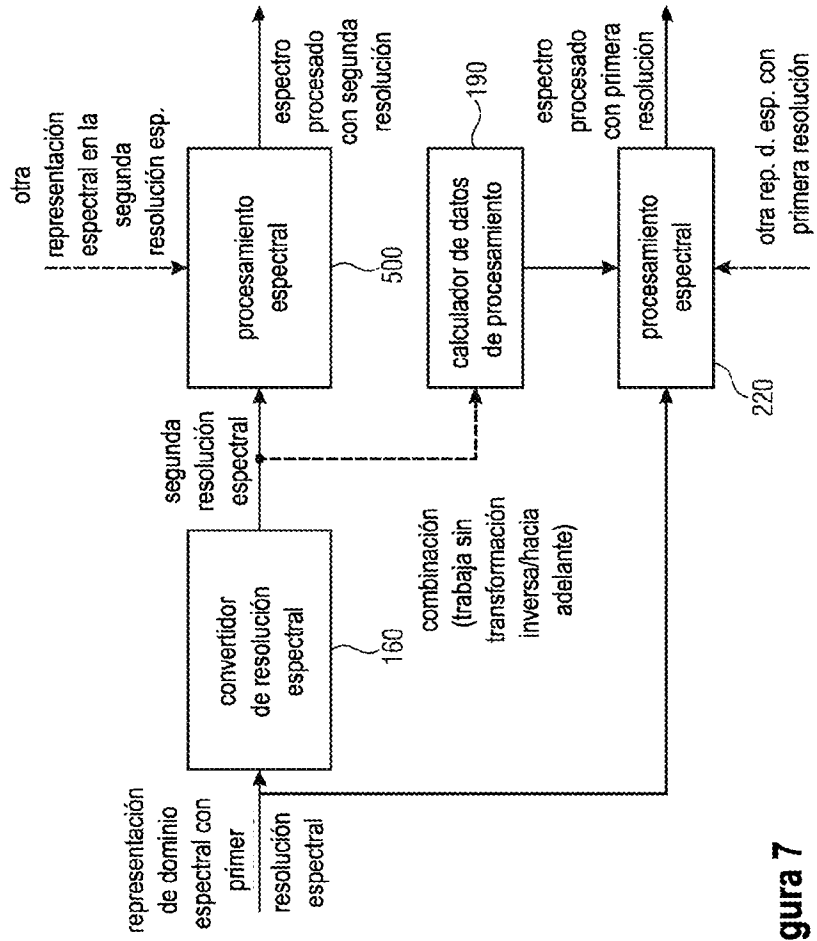 otra
representación
espectral en la
segunda
resolución esp.
representación
de dominio
espectral con
primer
resolución espectral
convertidor
de resolución
espectral
160
segunda
resolución
espectral
procesamiento
espectral
500
espectro
procesado
con segunda
resolución
combinación
(trabaja sin
transformación
inversa/hacia
adelante)
calculador de datos
de procesamiento
190
procesamiento
espectral
220
espectro
procesado
con primera
resolución
otra rep. d. esp. con
primera resolución
gura 7